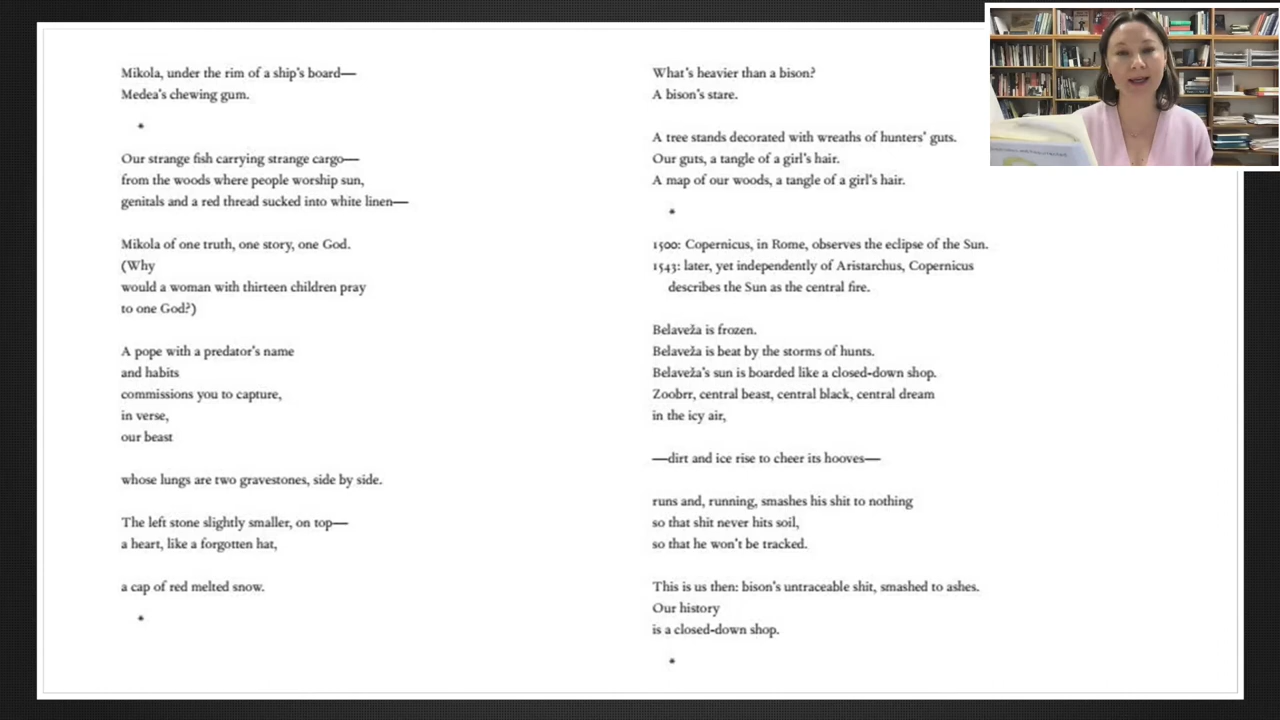 Mikola, under the rim of a ship's board—
Medea's chewing gum.
*
Our strange fish carrying strange cargo—
from the woods where people worship sun,
genitals and a red thread sucked into white linen—
Mikola of one truth, one story, one God.
(Why
would a woman with thirteen children pray
to one God?)
A pope with a predator's name
and habits
commissions you to capture,
in verse,
our beast
whose lungs are two gravestones, side by side.
The left stone slightly smaller, on top—
a heart, like a forgotten hat,
a cap of red melted snow.
*
What's heavier than a bison?
A bison's stare.
A tree stands decorated with wreaths of hunters' guts.
Our guts, a tangle of a girl's hair.
A map of our woods, a tangle of a girl's hair.
*
1500: Copernicus, in Rome, observes the eclipse of the Sun.
1543: later, yet independently of Aristarchus, Copernicus
describes the Sun as the central fire.
Belaveža is frozen.
Belaveža is beat by the storms of hunts.
Belaveža's sun is boarded like a closed-down shop.
Zoobrr, central beast, central black, central dream
in the icy air,
—dirt and ice rise to cheer its hooves—
runs and, running, smashes his shit to nothing
so that shit never hits soil,
so that he won't be tracked.
This is us then: bison's untraceable shit, smashed to ashes.
Our history
is a closed-down shop.
*